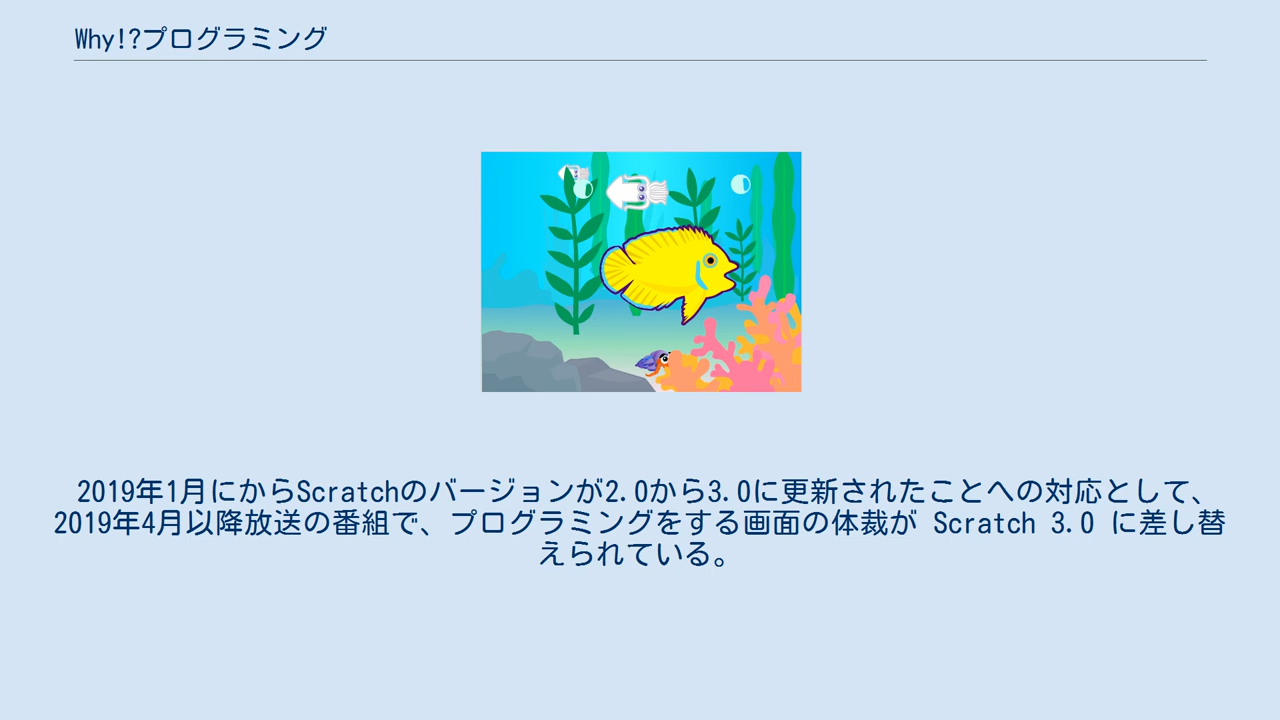 Why!?プログラミング
2019年1月にからScratchのバージョンが2.0から3.0に更新されたことへの対応として、
2019年4月以降放送の番組で、プログラミングをする画面の体裁が Scratch 3.0 に差し替
えられている。